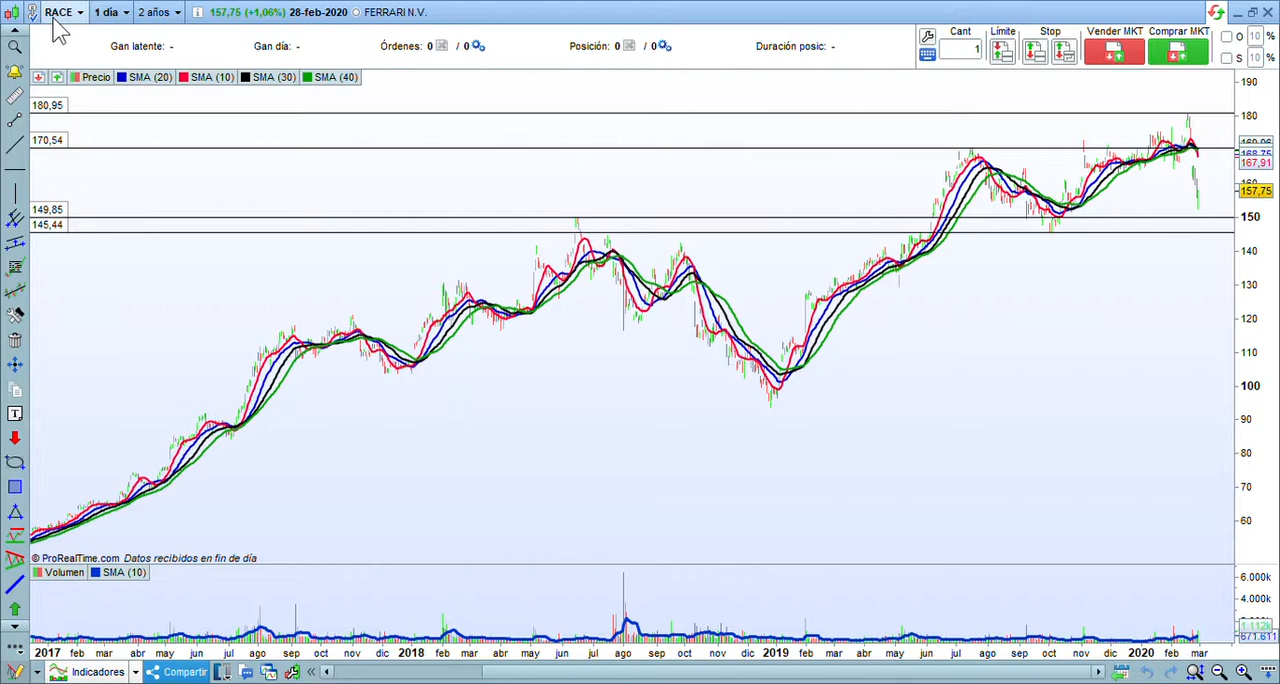 RACE 1 día 2 años 157,75 (+1,06%) 28-feb-2020 FERRARI N.V.
Gan latente: - Gan día: - Órdenes: 0 / 0 Posición: 0 / 0 Duración posic: - Cant Límite Stop Vender MKT Comprar MKT O 10 %
1 S 10 %
Precio SMA (20) SMA (10) SMA (30) SMA (40)
190
180,95
180
170,54
168,75
167,91
157,75
149,85
150
145,44
140
130
120
110
100
90
80
70
60
© ProRealTime.com Datos recibidos en fin de día
Volumen SMA (10)
6.000k
4.000k
1.112k
671.611
2017 feb mar abr may jun jul ago sep oct nov dic 2018 feb mar abr may jun jul ago sep oct nov dic 2019 feb mar abr may jun jul ago sep oct nov dic 2020 feb mar
Indicadores Compartir